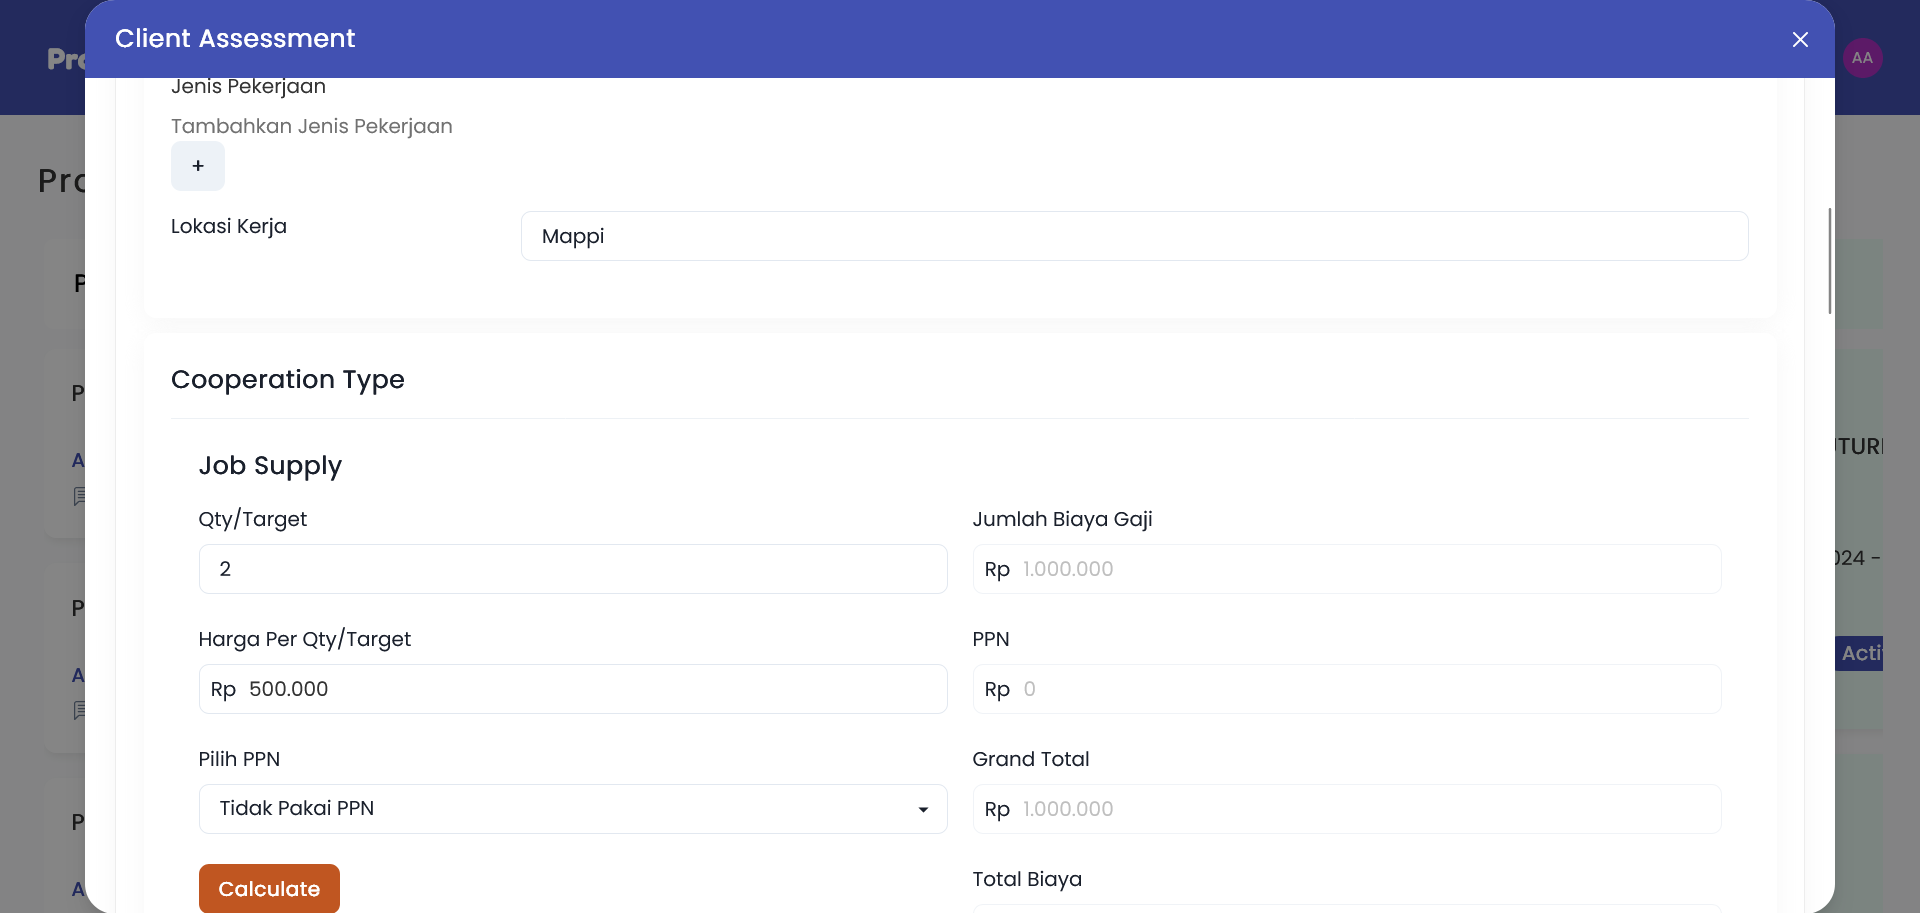 Client Assessment
AA
Jenis Pekerjaan
Tambahkan Jenis Pekerjaan
+
Lokasi Kerja
Mappi
Cooperation Type
Job Supply
Qty/Target
Jumlah Biaya Gaji
2
Rp 1.000.000
Harga Per Qty/Target
PPN
Rp 500.000
Rp 0
Pilih PPN
Grand Total
Tidak Pakai PPN
Rp 1.000.000
Calculate
Total Biaya